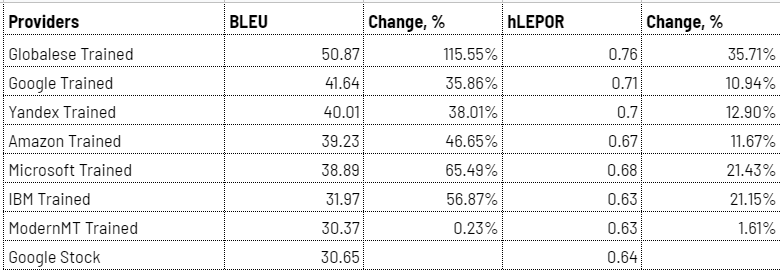 Providers BLEU Change, % hLEPOR Change, %
Globalese Trained 50.87 115.55% 0.76 35.71%
Google Trained 41.64 35.86% 0.71 10.94%
Yandex Trained 40.01 38.01% 0.7 12.90%
Amazon Trained 39.23 46.65% 0.67 11.67%
Microsoft Trained 38.89 65.49% 0.68 21.43%
IBM Trained 31.97 56.87% 0.63 21.15%
ModernMT Trained 30.37 0.23% 0.63 1.61%
Google Stock 30.65 0.64